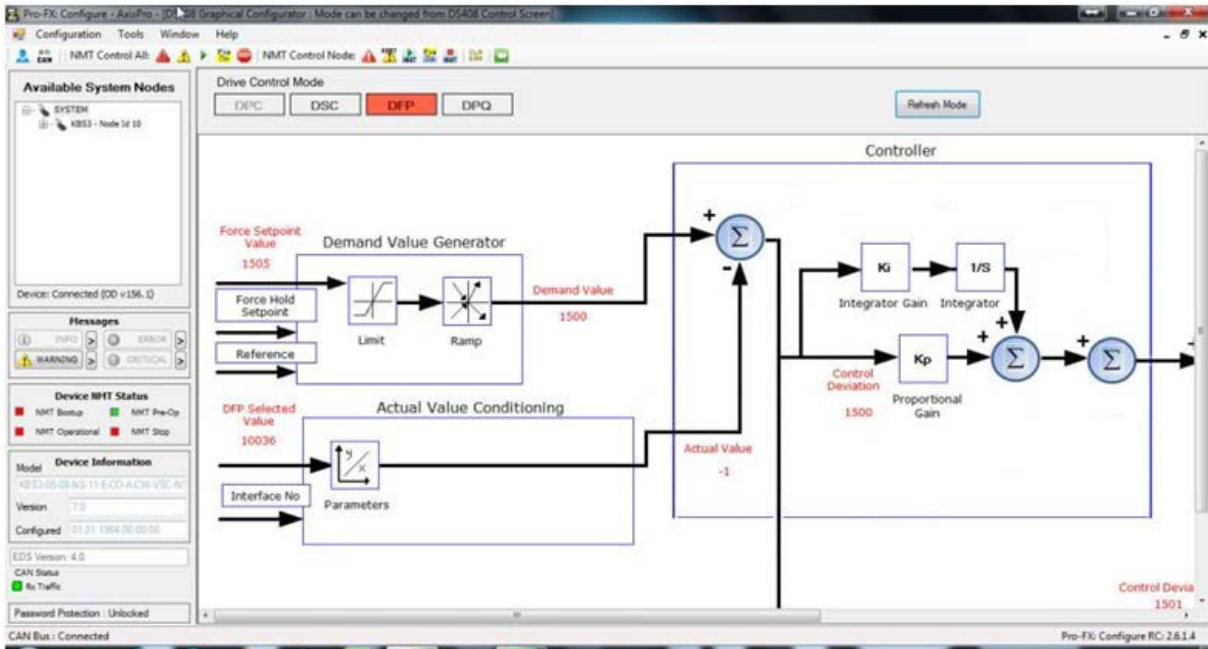 Pro-FX: Configure - AxisPro - [DS408 Graphical Configurator : Mode can be changed from DS408 Control Screen]
Configuration Tools Window Help
NMT Control All: NMT Control Node:
Available System Nodes
SYSTEM
KBS3 - Node Id 10
Device: Connected (OD v156.1)
Messages
INFO > ERROR >
WARNING > CRITICAL >
Device NMT Status
NMT Bootup NMT Pre-Op
NMT Operational NMT Stop
Device Information
Model
Version 7.0
Configured 01.01.1984-00:00:00
EDS Version: 4.0
CAN Status
Rx Traffic
Password Protection : Unlocked
CAN Bus : Connected
Drive Control Mode
DPC DSC DFP DPQ
Refresh Mode
Controller
Force Setpoint
Value
1505
Demand Value Generator
Force Hold
Setpoint
Reference
Limit
Ramp
Demand Value
1500
+
Σ
-
Ki
Integrator Gain
1/S
Integrator
Kp
Proportional
Gain
+
+
Σ
+
Σ
Control
Deviation
1500
DFP Selected
Value
10036
Actual Value Conditioning
y/x
Parameters
Interface No
Actual Value
-1
Control Devia
1501
Pro-FX: Configure RC: 2.6.1.4